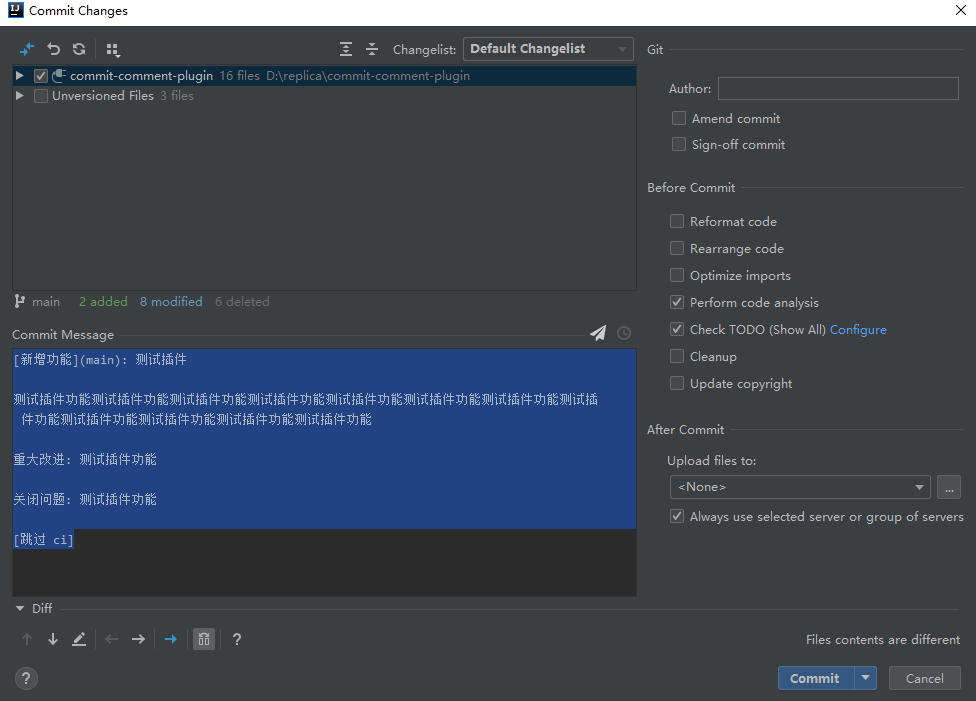 Commit Changes
Changelist: Default Changelist
commit-comment-plugin 16 files D:\replica\commit-comment-plugin
Unversioned Files 3 files
main 2 added 8 modified 6 deleted
Commit Message
[新增功能](main): 测试插件
测试插件功能测试插件功能测试插件功能测试插件功能测试插件功能测试插件功能测试插件功能测试插
件功能测试插件功能测试插件功能测试插件功能测试插件功能
重大改进: 测试插件功能
关闭问题: 测试插件功能
[跳过 ci]
Git
Author:
Amend commit
Sign-off commit
Before Commit
Reformat code
Rearrange code
Optimize imports
Perform code analysis
Check TODO (Show All) Configure
Cleanup
Update copyright
After Commit
Upload files to:
<None>
...
Always use selected server or group of servers
Diff
?
Files contents are different
?
Commit
Cancel